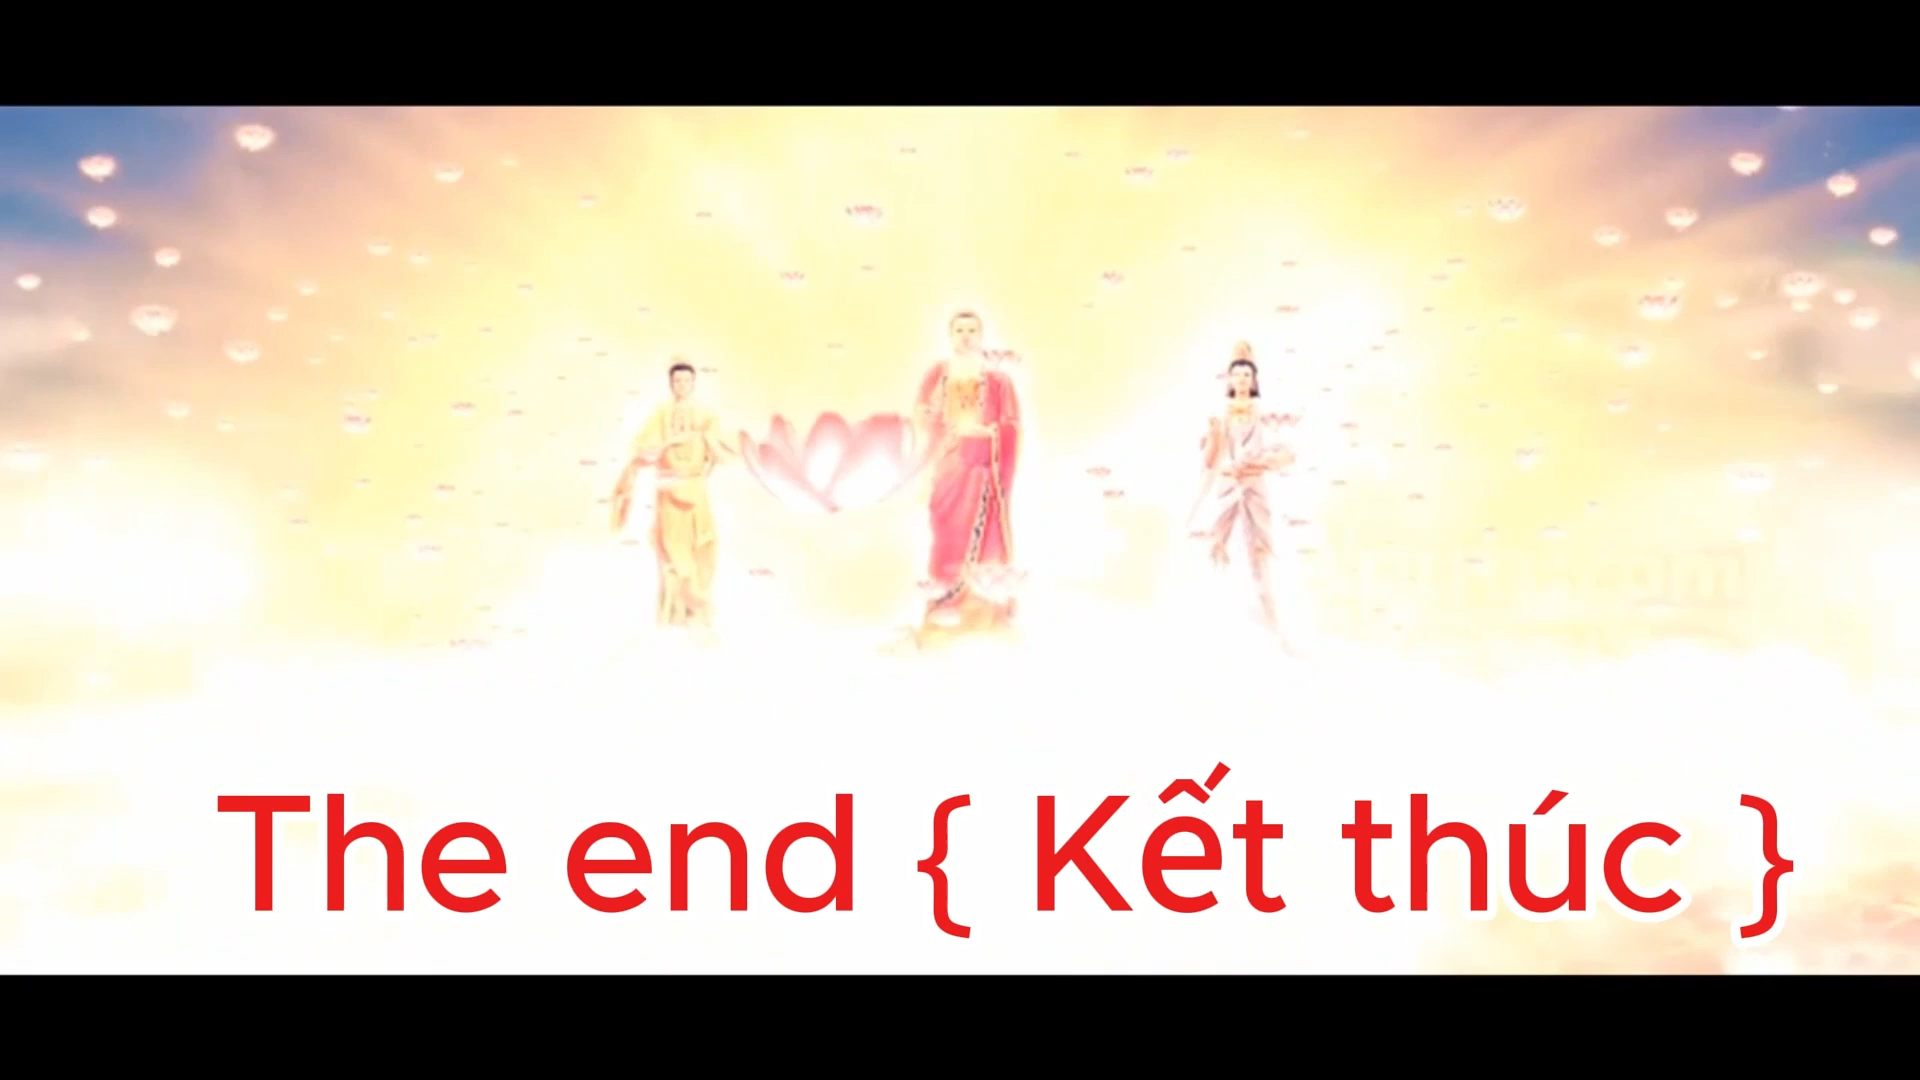 The end { Kết thúc }